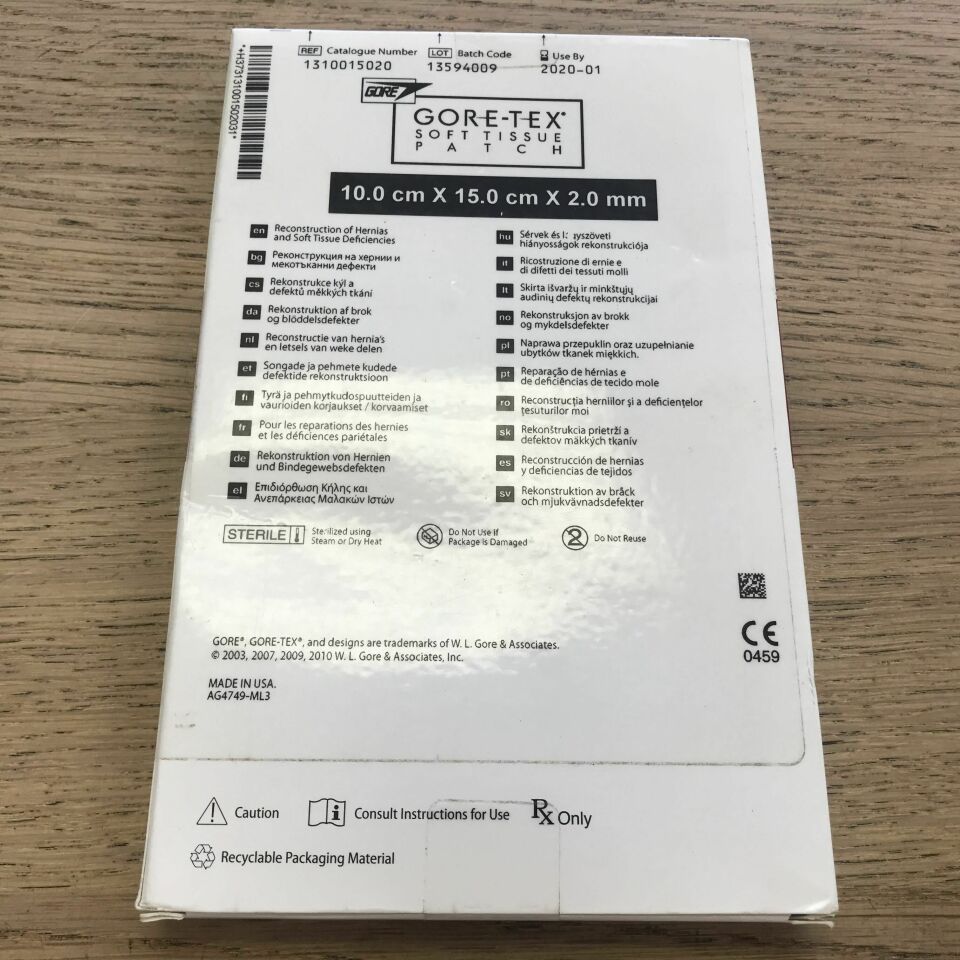 *+H373131001502031*
REF Catalogue Number
1310015020
LOT Batch Code
13594009
Use By
2020-01
GORE
GORE-TEX®
SOFT TISSUE
PATCH
10.0 cm X 15.0 cm X 2.0 mm
en Reconstruction of Hernias
and Soft Tissue Deficiencies
bg Реконструкция на хернии и
мекотъканни дефекти
cs Rekonstrukce kýl a
defektů měkkých tkání
da Rekonstruktion af brok
og bløddelsdefekter
nl Reconstructie van hernia's
en letsels van weke delen
et Songade ja pehmete kudede
defektide rekonstruktsioon
fi Tyrä ja pehmytkudospuutteiden ja
vaurioiden korjaukset / korvaamiset
fr Pour les reparations des hernies
et les déficiences pariétales
de Rekonstruktion von Hernien
und Bindegewebsdefekten
el Επιδιόρθωση Κήλης και
Ανεπάρκειας Μαλακών Ιστών
hu Sérvek és
hiányosságok rekonstrukciója
it Ricostruzione di ernie e
di difetti dei tessuti molli
lt Skirta išvaržų ir minkštųjų
audinių defektų rekonstrukcijai
no Rekonstruksjon av brokk
og mykdelsdefekter
pl Naprawa przepuklin oraz uzupełnianie
ubytków tkanek miękkich.
pt Reparação de hérnias e
de deficiências de tecido mole
ro Reconstrucția herniilor și a deficiențelor
țesuturilor moi
sk Rekonštrukcia prietrží a
defektov mäkkých tkanív
es Reconstrucción de hernias
y deficiencias de tejidos
sv Rekonstruktion av bråck
och mjukvävnadsdefekter
STERILE
Sterilized using
Steam or Dry Heat
Do Not Use if
Package is Damaged
2
Do Not Reuse
CE
0459
GORE®, GORE-TEX®, and designs are trademarks of W. L. Gore & Associates.
© 2003, 2007, 2009, 2010 W. L. Gore & Associates, Inc.
MADE IN USA.
AG4749-ML3
Caution
Consult Instructions for Use
Rx Only
Recyclable Packaging Material